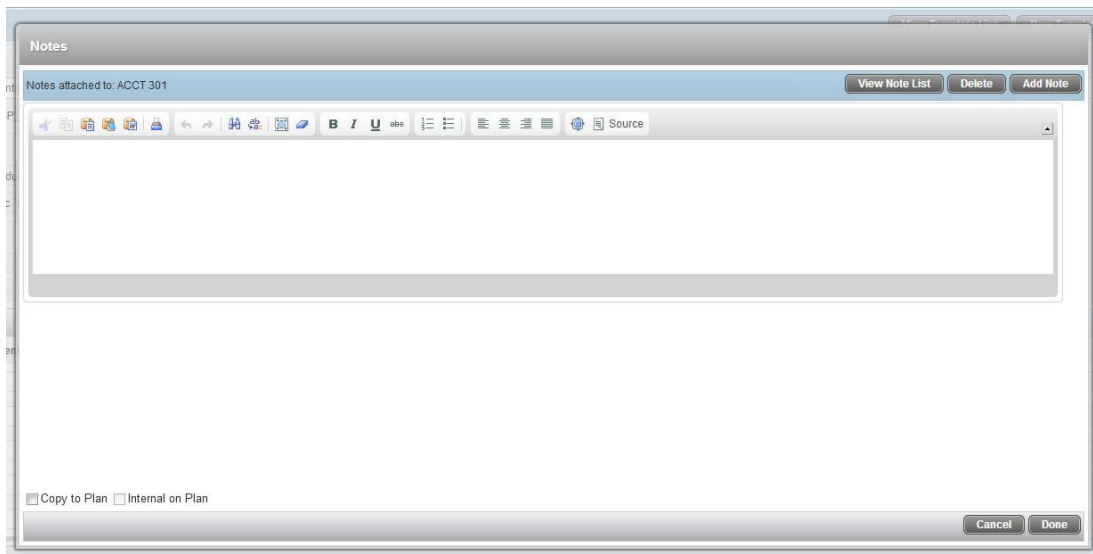 Notes
Notes attached to: ACCT 301 View Note List Delete Add Note
B I U abc Source
Copy to Plan Internal on Plan
Cancel Done